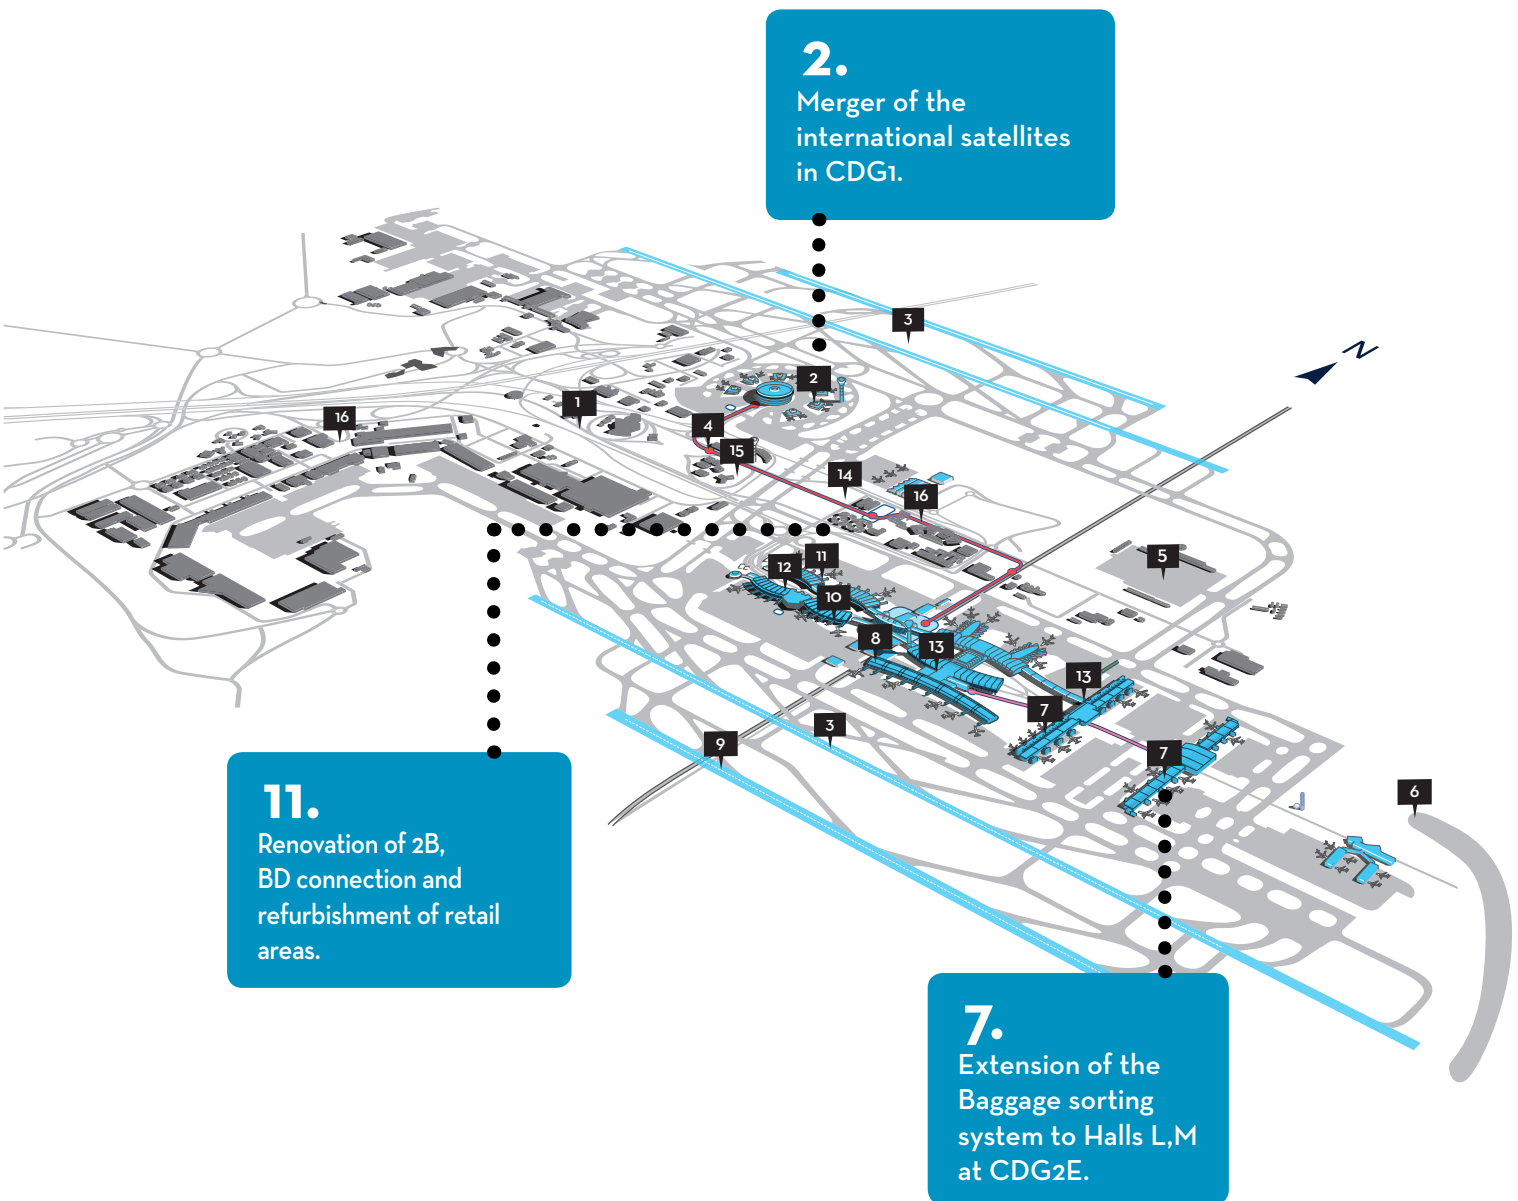 2.
Merger of the
international satellites
in CDG1.
3
N
2
1
16
4
15
14
16
5
11
12
10
8
13
13
7
3
9
7
6
11.
Renovation of 2B,
BD connection and
refurbishment of retail
areas.
7.
Extension of the
Baggage sorting
system to Halls L,M
at CDG2E.